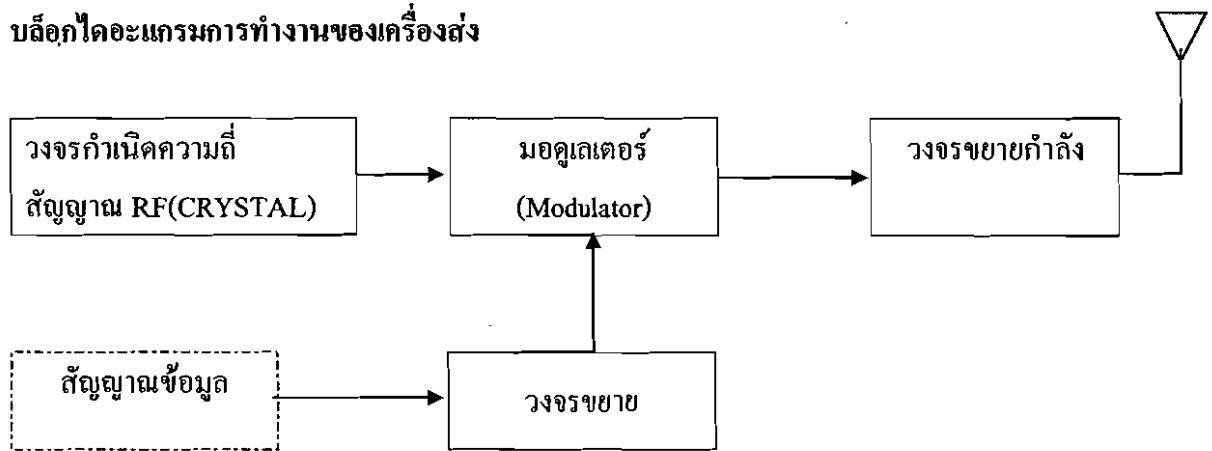 บล็อกไดอะแกรมการทำงานของเครื่องส่ง
วงจรกำเนิดความถี่
สัญญาณ RF(CRYSTAL)
มอดูเลเตอร์
(Modulator)
วงจรขยายกำลัง
สัญญาณข้อมูล
วงจรขยาย